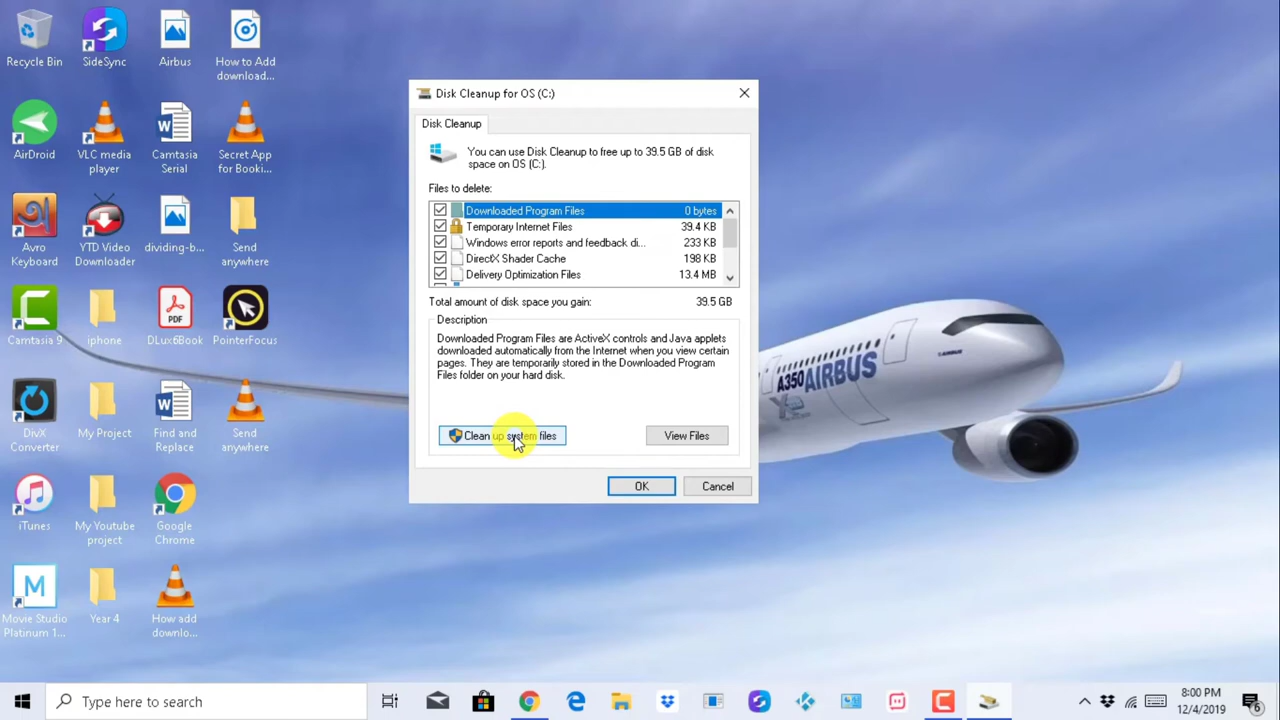 Recycle Bin
SideSync
Airbus
How to Add
download...
AirDroid
VLC media
player
Camtasia
Serial
Secret App
for Booki...
Avro
Keyboard
YTD Video
Downloader
dividing-b...
Send
anywhere
Camtasia 9
iphone
PDF
DLux6Book
PointerFocus
DivX
Converter
My Project
Find and
Replace
Send
anywhere
iTunes
My Youtube
project
Google
Chrome
Movie Studio
Platinum 1...
Year 4
How add
downlo...
Disk Cleanup for OS (C:)
Disk Cleanup
You can use Disk Cleanup to free up to 39.5 GB of disk
space on OS (C:).
Files to delete:
Downloaded Program Files 0 bytes
Temporary Internet Files 39.4 KB
Windows error reports and feedback di... 233 KB
DirectX Shader Cache 198 KB
Delivery Optimization Files 13.4 MB
Total amount of disk space you gain: 39.5 GB
Description
Downloaded Program Files are ActiveX controls and Java applets
downloaded automatically from the Internet when you view certain
pages. They are temporarily stored in the Downloaded Program
Files folder on your hard disk.
Clean up system files
View Files
OK
Cancel
A350 AIRBUS
AIRBUS
Type here to search
8:00 PM
12/4/2019
6